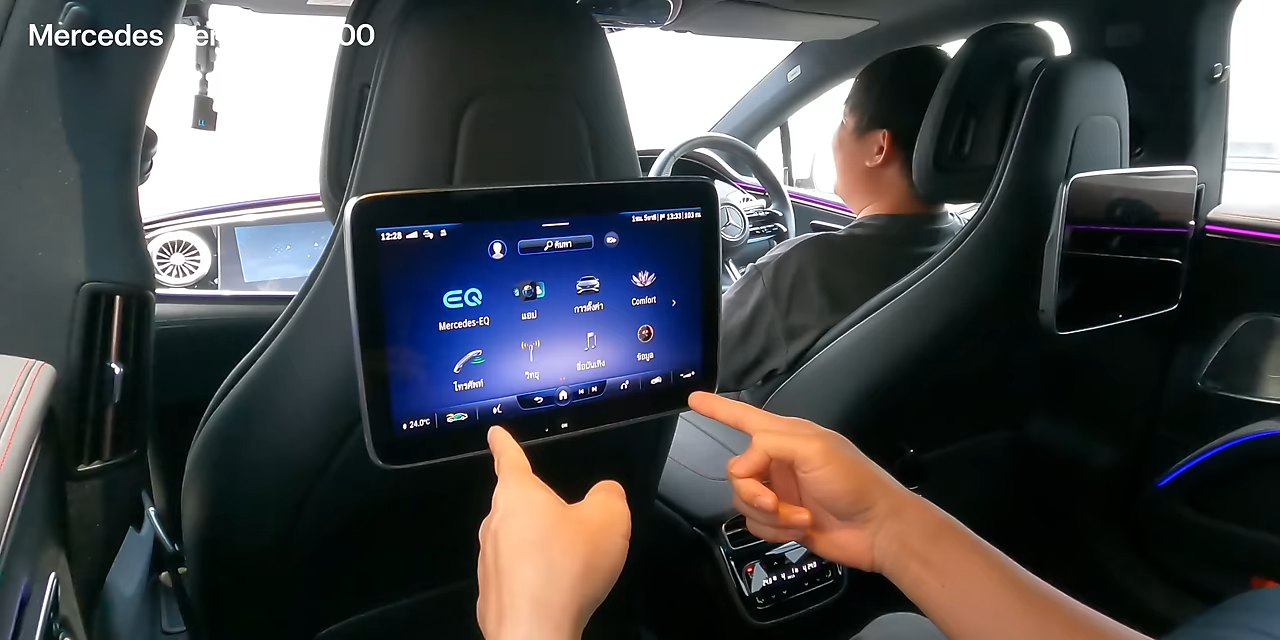 Mercedes
12:28
13:33
ค้นหา
Mercedes-EQ
แอป
การตั้งค่า
Comfort
โทรศัพท์
วิทยุ
สื่อบันเทิง
ข้อมูล
24.0°C